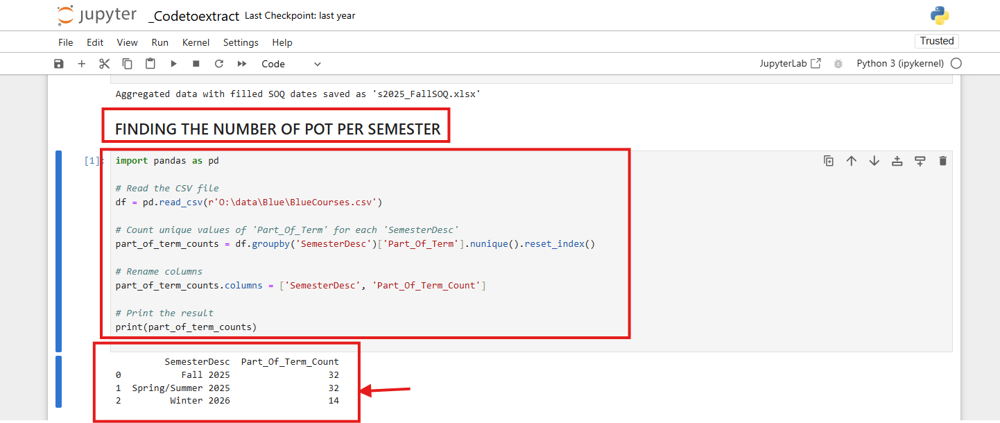 jupyter _Codetoextract Last Checkpoint: last year
File Edit View Run Kernel Settings Help Trusted
Code JupyterLab Python 3 (ipykernel)
Aggregated data with filled SOQ dates saved as 's2025_FallSOQ.xlsx'
FINDING THE NUMBER OF POT PER SEMESTER
[1]: import pandas as pd
# Read the CSV file
df = pd.read_csv(r'O:\data\Blue\BlueCourses.csv')
# Count unique values of 'Part_Of_Term' for each 'SemesterDesc'
part_of_term_counts = df.groupby('SemesterDesc')['Part_Of_Term'].nunique().reset_index()
# Rename columns
part_of_term_counts.columns = ['SemesterDesc', 'Part_Of_Term_Count']
# Print the result
print(part_of_term_counts)
SemesterDesc Part_Of_Term_Count
0 Fall 2025 32
1 Spring/Summer 2025 32
2 Winter 2026 14